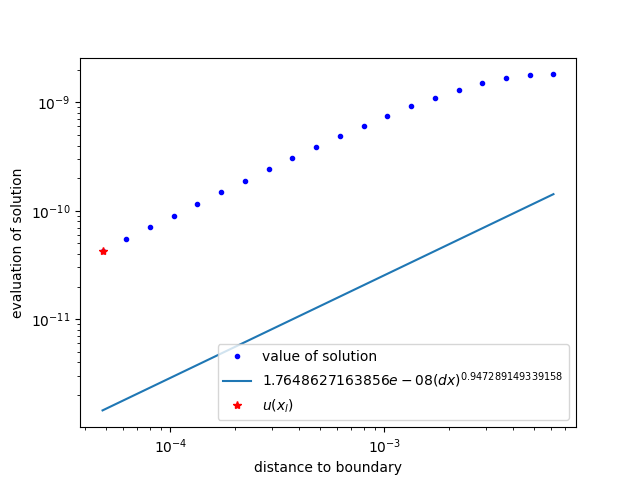 10⁻⁹
10⁻¹⁰
10⁻¹¹
evaluation of solution
value of solution
1.7648627163856e − 08(dx)^0.947289149339158
u(x_l)
10⁻⁴ 10⁻³
distance to boundary